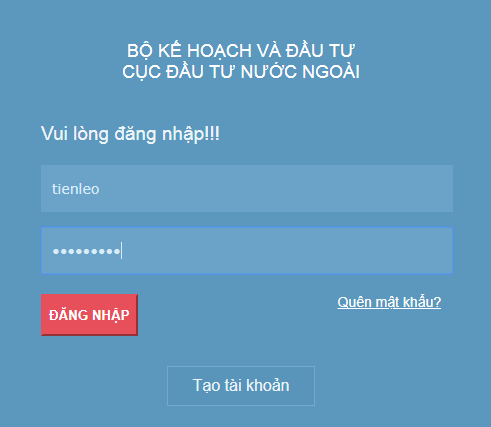 BỘ KẾ HOẠCH VÀ ĐẦU TƯ
CỤC ĐẦU TƯ NƯỚC NGOÀI
Vui lòng đăng nhập!!!
tienleo
•••••••••
ĐĂNG NHẬP
Quên mật khẩu?
Tạo tài khoản